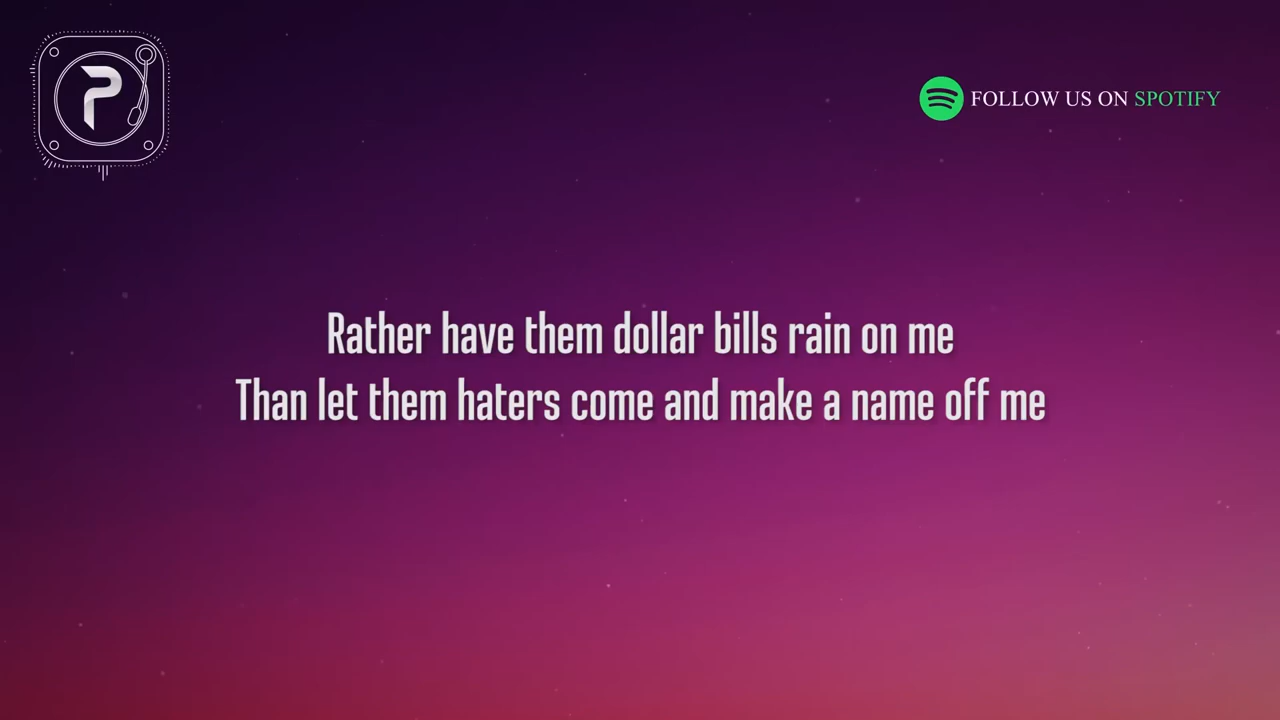 P
FOLLOW US ON SPOTIFY
Rather have them dollar bills rain on me
Than let them haters come and make a name off me